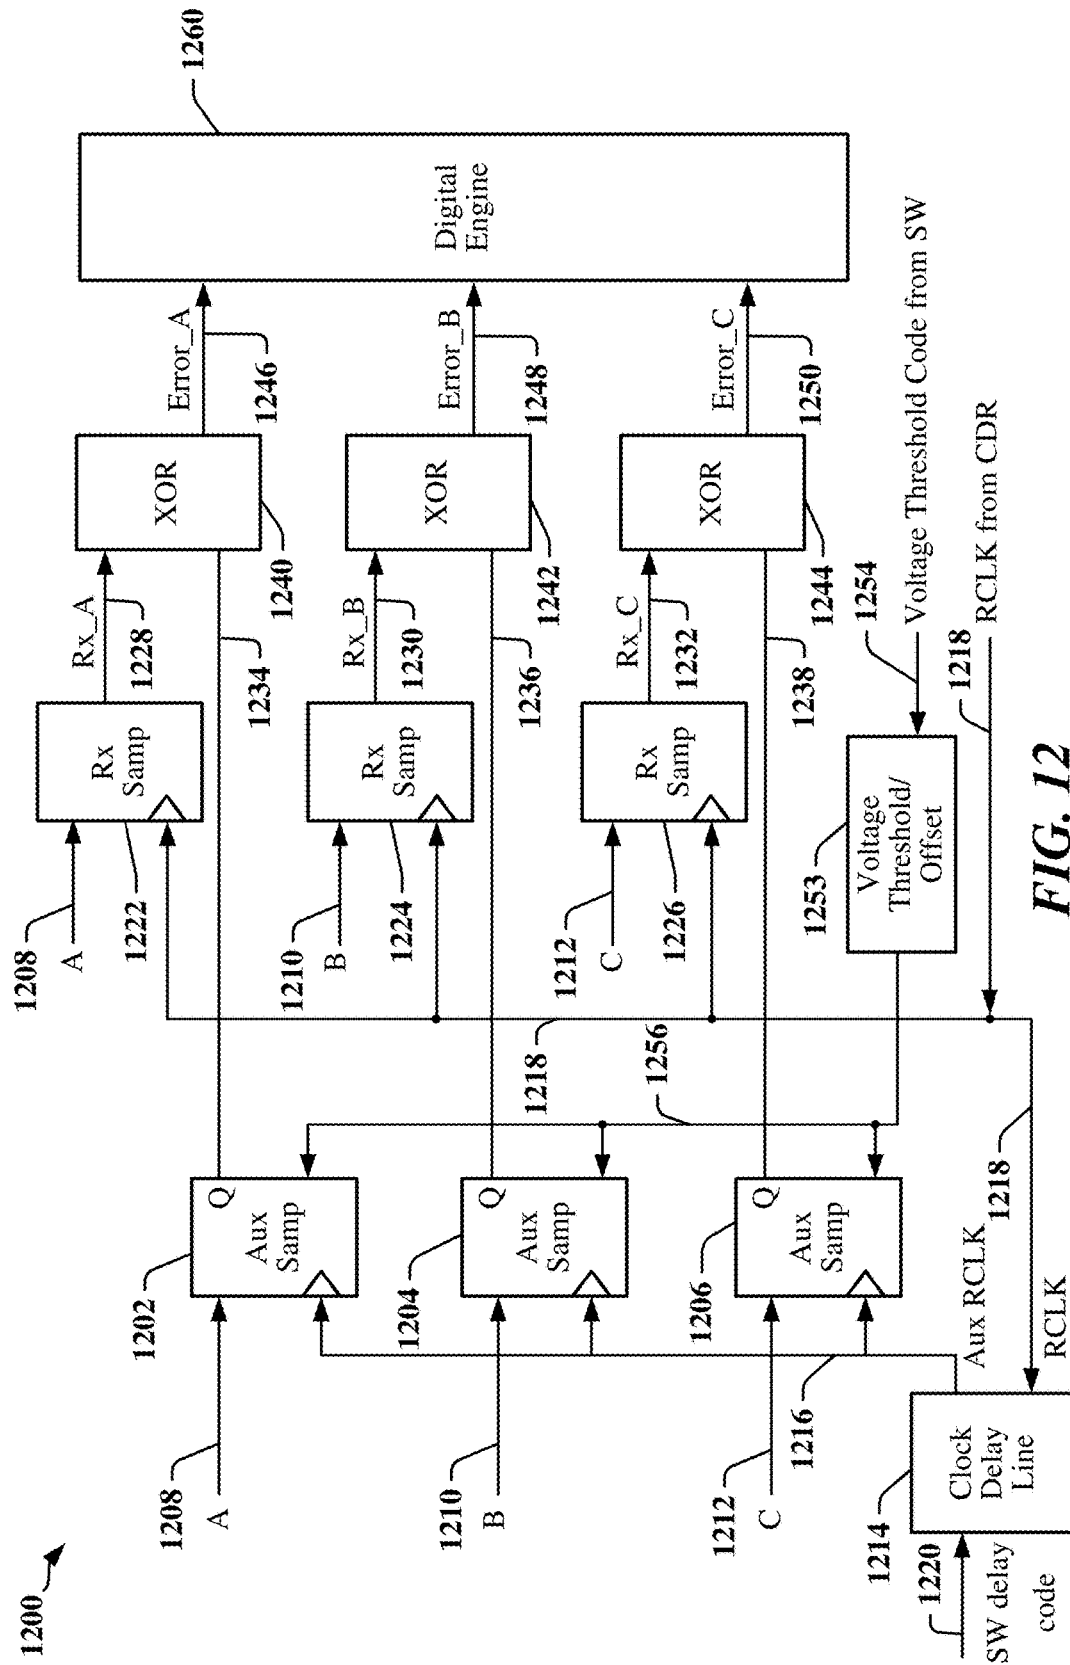 1200
1208
A
1202
Aux
Samp
Q
1234
1208
A
1222
Rx
Samp
Rx_A
1228
XOR
1240
Error_A
1246
1260
Digital
Engine
1210
B
1204
Aux
Samp
Q
1236
1210
B
1224
Rx
Samp
Rx_B
1230
XOR
1242
Error_B
1248
1212
C
1206
Aux
Samp
Q
1238
1212
C
1226
Rx
Samp
Rx_C
1232
XOR
1244
Error_C
1250
1216
1218
1256
1214
Clock
Delay
Line
1220
SW delay
code
Aux RCLK
1218
RCLK
1253
Voltage
Threshold/
Offset
1254
Voltage Threshold Code from SW
1218
RCLK from CDR
FIG. 12